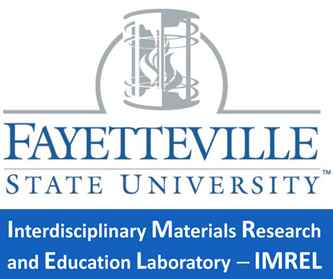 FAYETTEVILLE
STATE UNIVERSITY™
Interdisciplinary Materials Research
and Education Laboratory – IMREL